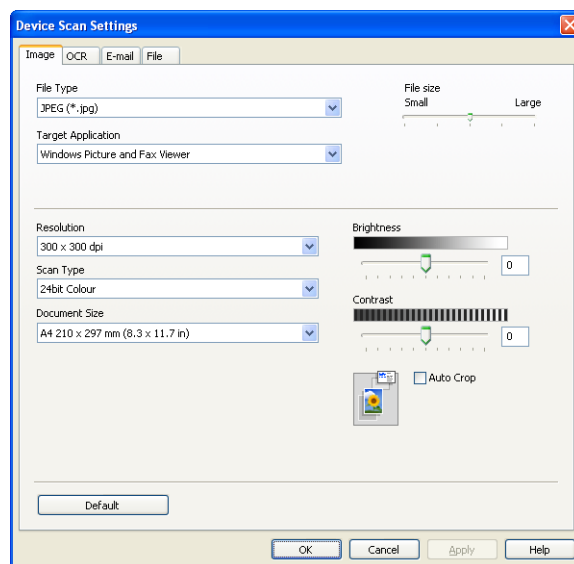 Device Scan Settings
Image OCR E-mail File
File Type
JPEG (*.jpg)
File size
Small Large
Target Application
Windows Picture and Fax Viewer
Resolution
300 x 300 dpi
Scan Type
24bit Colour
Document Size
A4 210 x 297 mm (8.3 x 11.7 in)
Brightness
0
Contrast
0
Auto Crop
Default
OK Cancel Apply Help